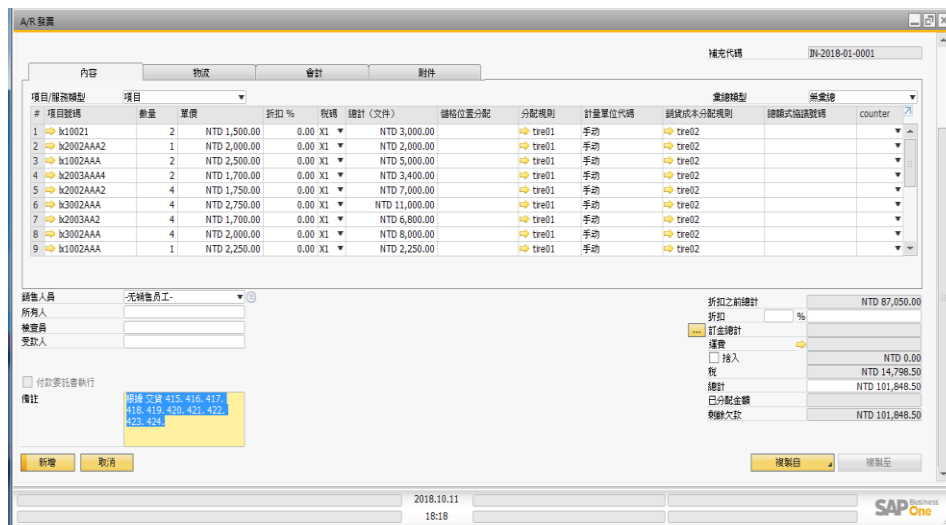 A/R 發票
補充代碼 IN-2018-01-0001
內容 物流 會計 附件
項目/服務類型 項目 彙總類型 無彙總
# 項目號碼 數量 單價 折扣 % 稅碼 總計 (文件) 儲格位置分配 分配規則 計量單位代碼 銷貨成本分配規則 總額式協議號碼 counter
1 lx10021 2 NTD 1,500.00 0.00 X1 NTD 3,000.00 tire01 手动 tire02
2 lx2002AAA2 1 NTD 2,000.00 0.00 X1 NTD 2,000.00 tire01 手动 tire02
3 lx1002AAA 2 NTD 2,500.00 0.00 X1 NTD 5,000.00 tire01 手动 tire02
4 lx2003AAA4 2 NTD 1,700.00 0.00 X1 NTD 3,400.00 tire01 手动 tire02
5 lx2002AAA2 4 NTD 1,750.00 0.00 X1 NTD 7,000.00 tire01 手动 tire02
6 lx3002AAA 4 NTD 2,750.00 0.00 X1 NTD 11,000.00 tire01 手动 tire02
7 lx2003AA2 4 NTD 1,700.00 0.00 X1 NTD 6,800.00 tire01 手动 tire02
8 lx3002AAA 4 NTD 2,000.00 0.00 X1 NTD 8,000.00 tire01 手动 tire02
9 lx1002AAA 1 NTD 2,250.00 0.00 X1 NTD 2,250.00 tire01 手动 tire02
銷售人員 -无销售员工-
所有人
檢查員
受款人
付款委託書執行
備註 根據 交貨 415. 416. 417.
418. 419. 420. 421. 422.
423. 424.
折扣之前總計 NTD 87,050.00
折扣 %
... 訂金總計
運費
捨入 NTD 0.00
稅 NTD 14,798.50
總計 NTD 101,848.50
已分配金額
剩餘欠款 NTD 101,848.50
新增 取消 複製自 複製至
2018.10.11
18:18
SAP Business One